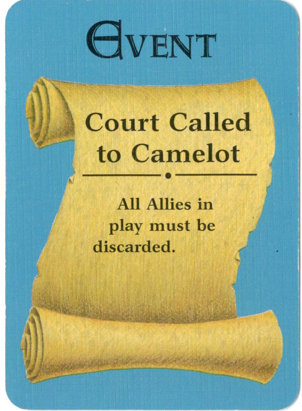 Event
Court Called
to Camelot
All Allies in
play must be
discarded.